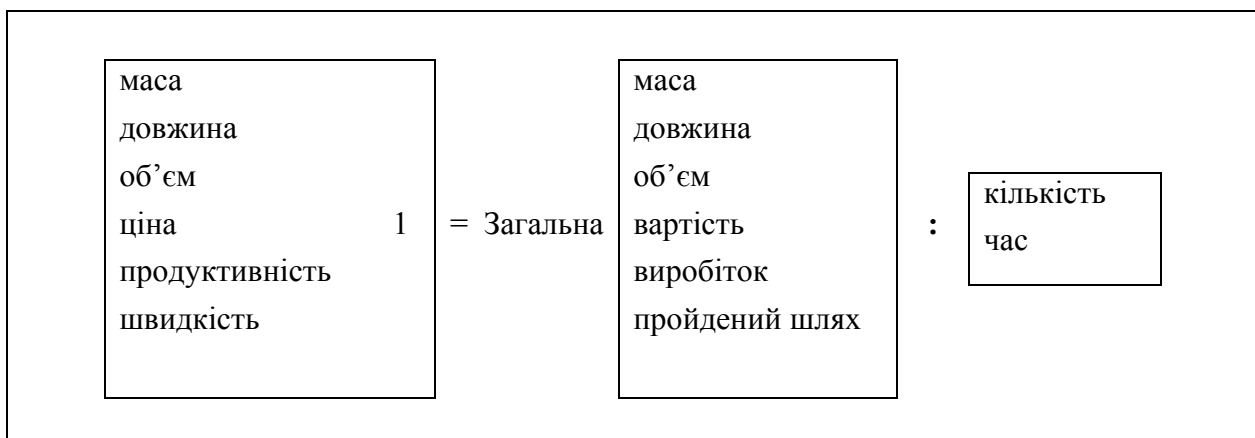 маса
довжина
об’єм
ціна 1
продуктивність
швидкість
= Загальна
маса
довжина
об’єм
вартість
виробіток
пройдений шлях
:
кількість
час